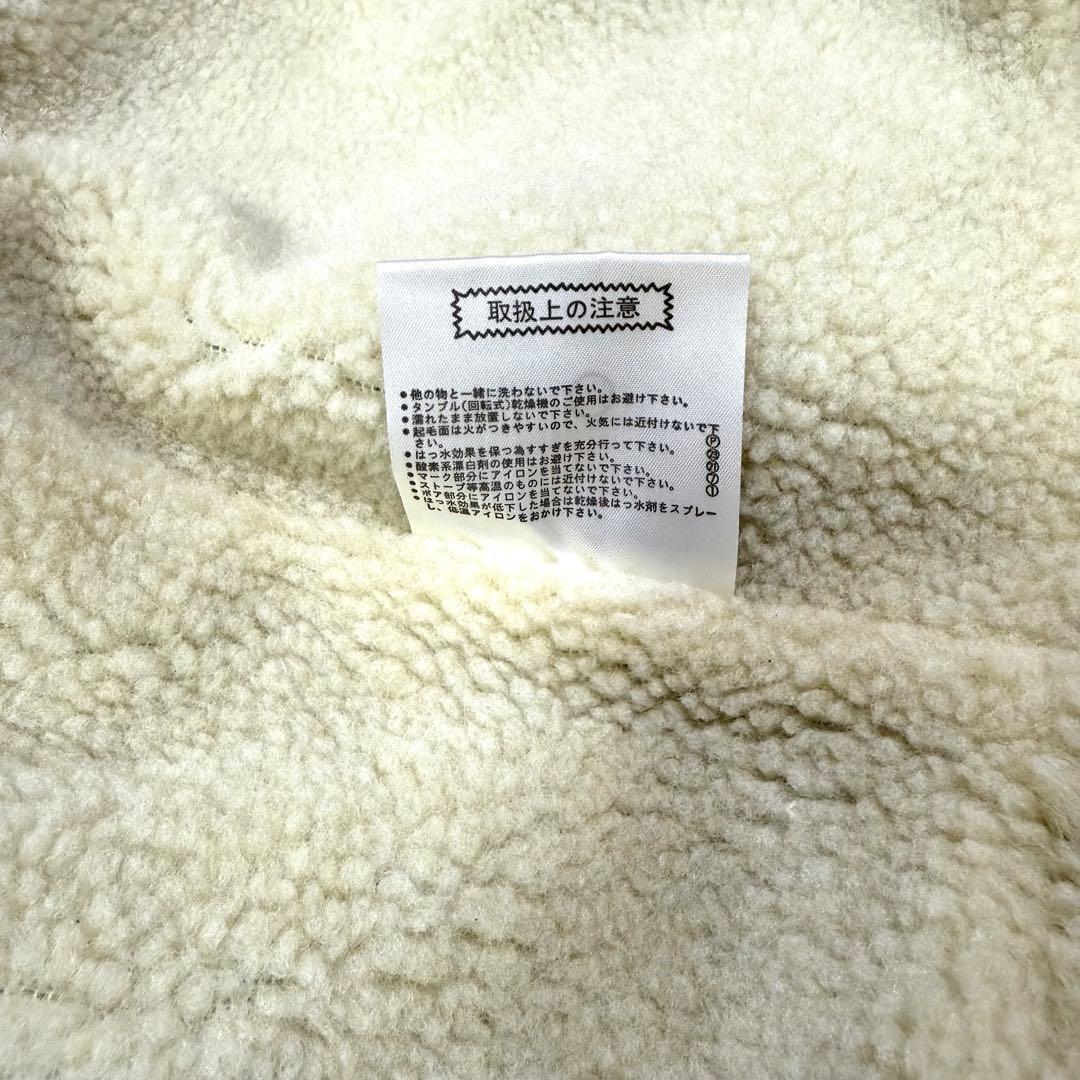 取扱上の注意
●他の物と一緒に洗わないで下さい。
●タンブル(回転式)乾燥機のご使用はお避け下さい。
●濡れたまま放置しないで下さい。
●起毛面は火がつきやすいので、火気には近付けないで下
さい。
●はっ水効果を保つ為すすぎを充分行って下さい。
●酸素系漂白剤の使用はお避け下さい。
●マーク部分にアイロンを当てないで下さい。
●ストーブ等高温のものには近付けないで下さい。
●ボア部分にアイロンを当てないで下さい。
●はっ水効果が低下した場合は乾燥後はっ水剤をスプレー
し、低温アイロンをおかけ下さい。